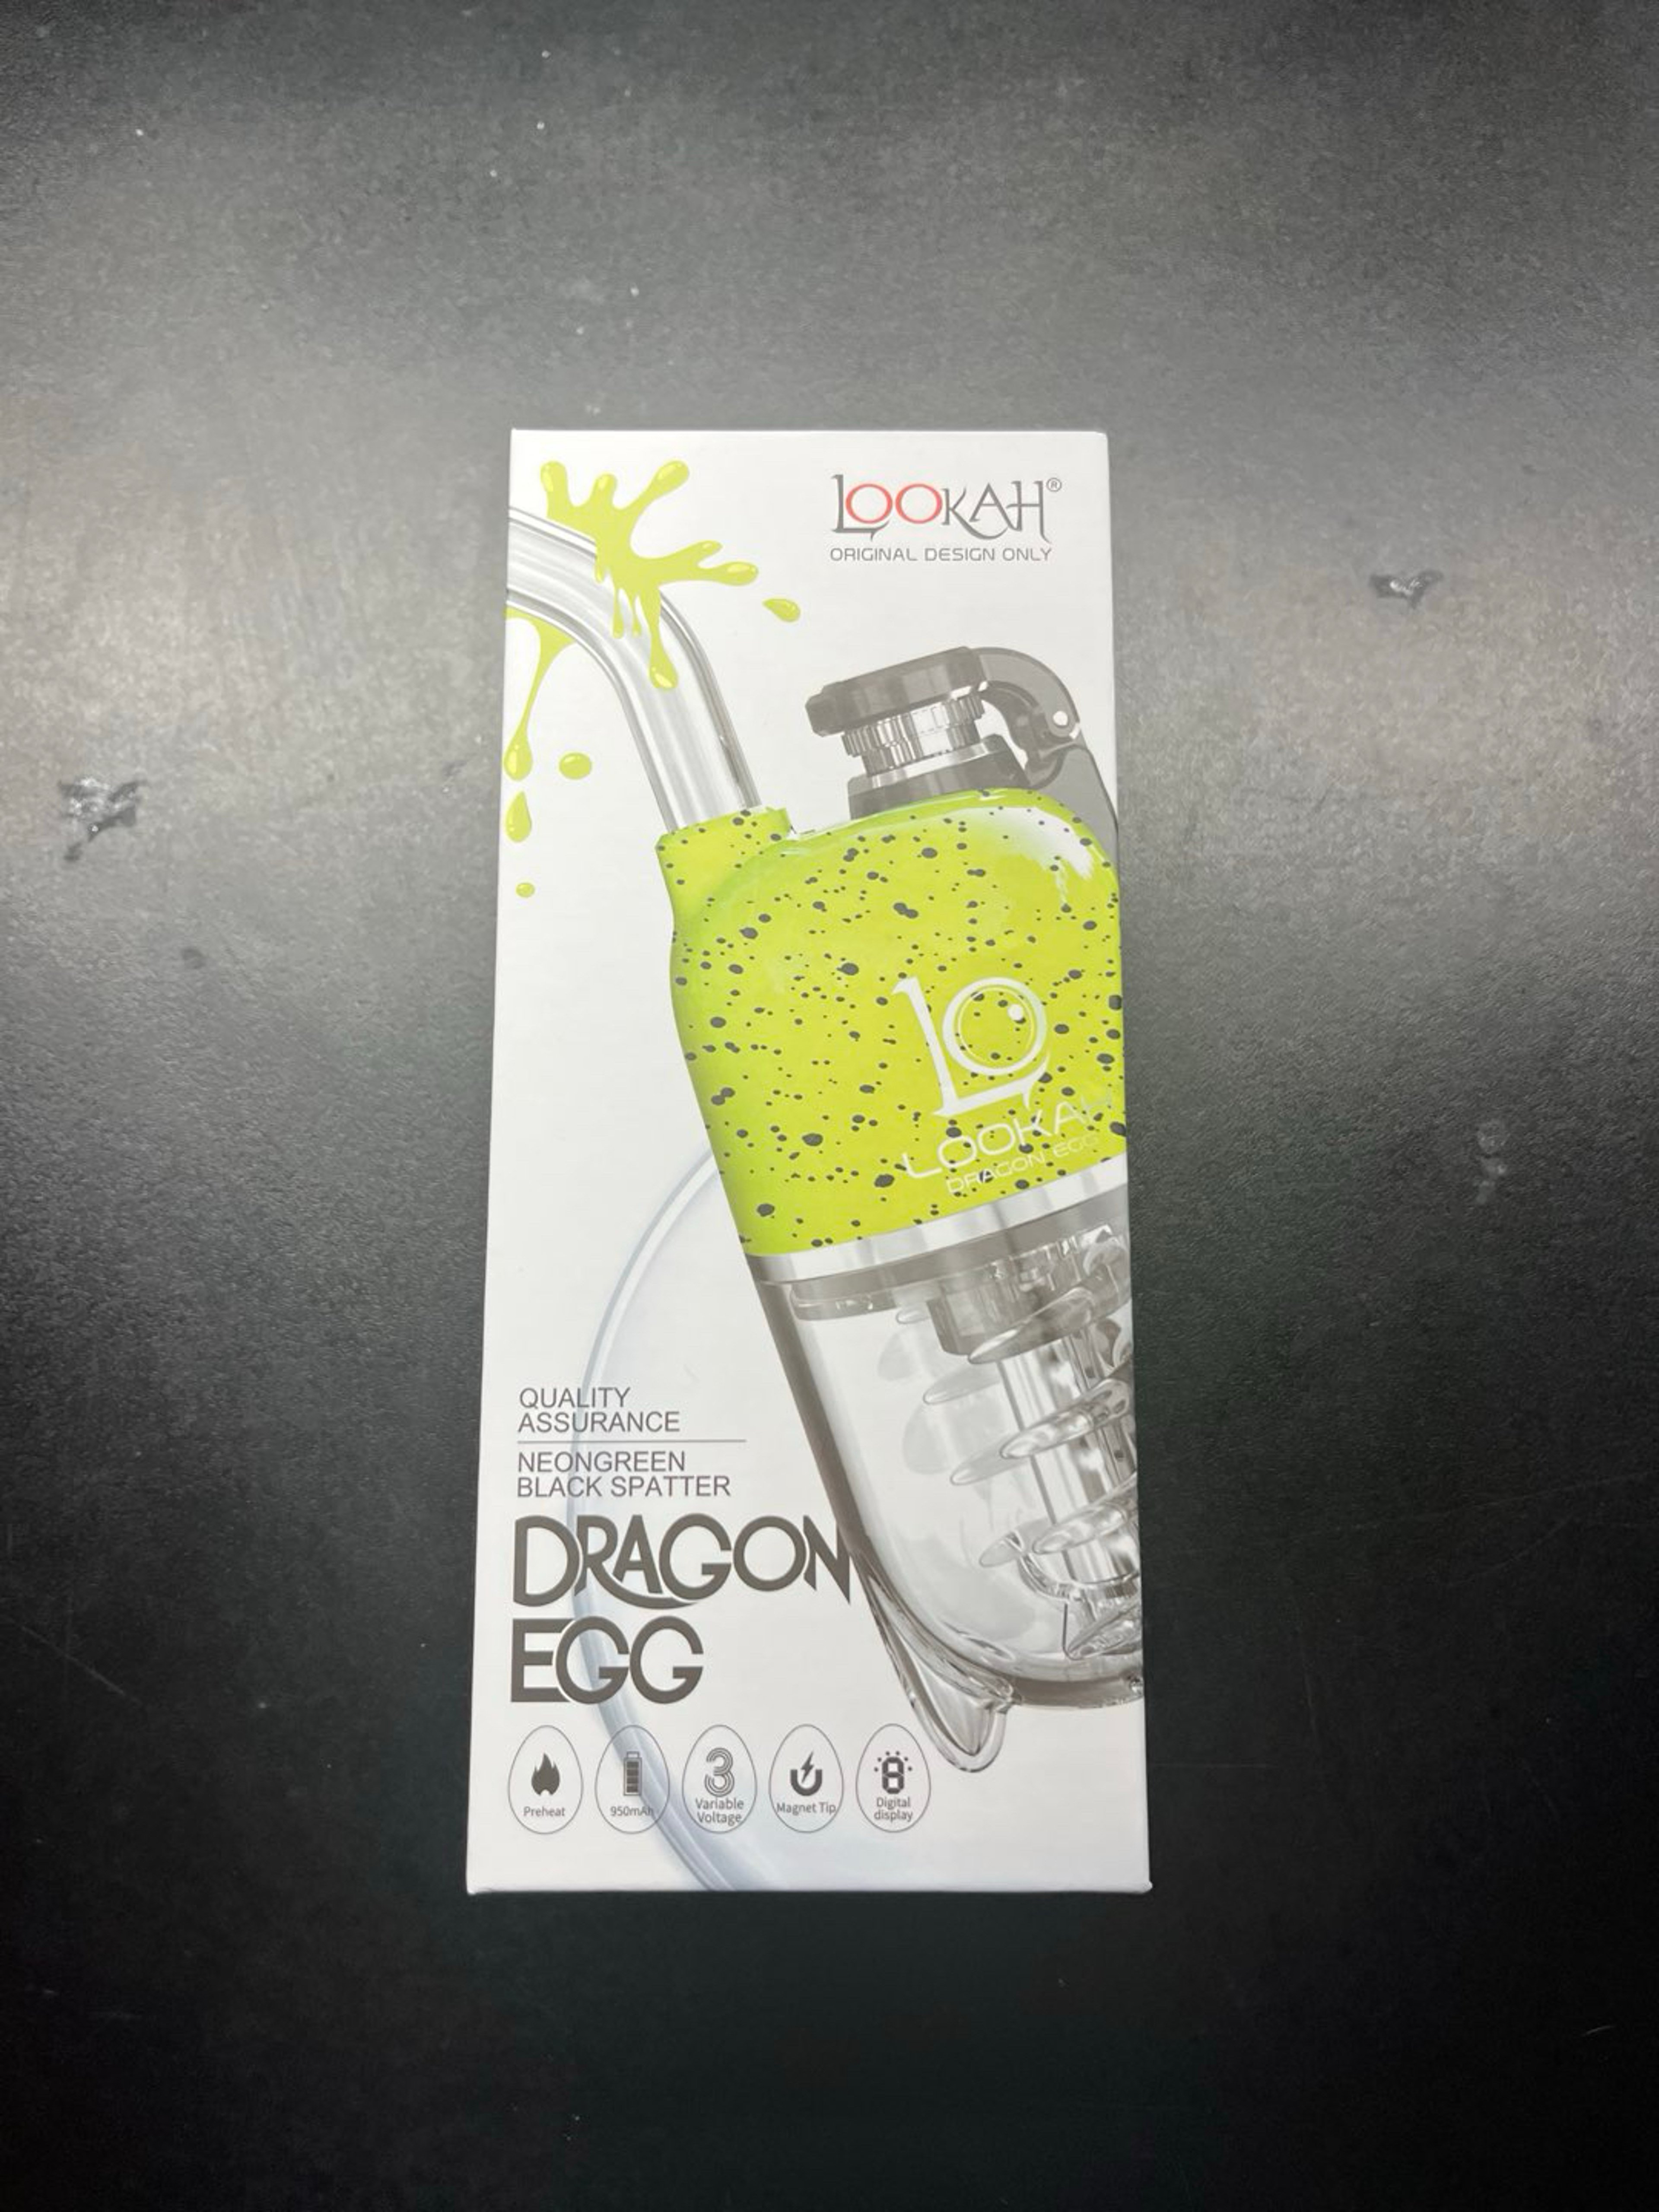 LOOKAH®
ORIGINAL DESIGN ONLY
LO
LOOKAH
DRAGON EGG
QUALITY
ASSURANCE
NEONGREEN
BLACK SPATTER
DRAGON
EGG
Preheat
950mAh
3
Variable
Voltage
Magnet Tip
8
Digital
display